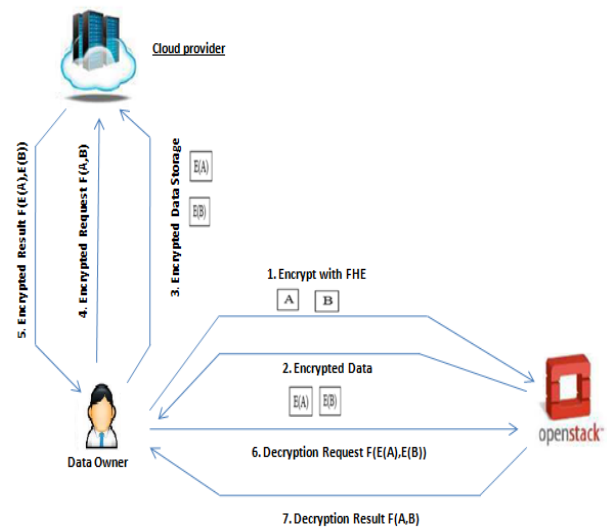 Cloud provider
5. Encrypted Result F(E(A),E(B))
4. Encrypted Request F(A,B)
3. Encrypted Data Storage
E(A)
E(B)
1. Encrypt with FHE
A B
2. Encrypted Data
E(A) E(B)
openstack™
Data Owner
6. Decryption Request F(E(A),E(B))
7. Decryption Result F(A,B)